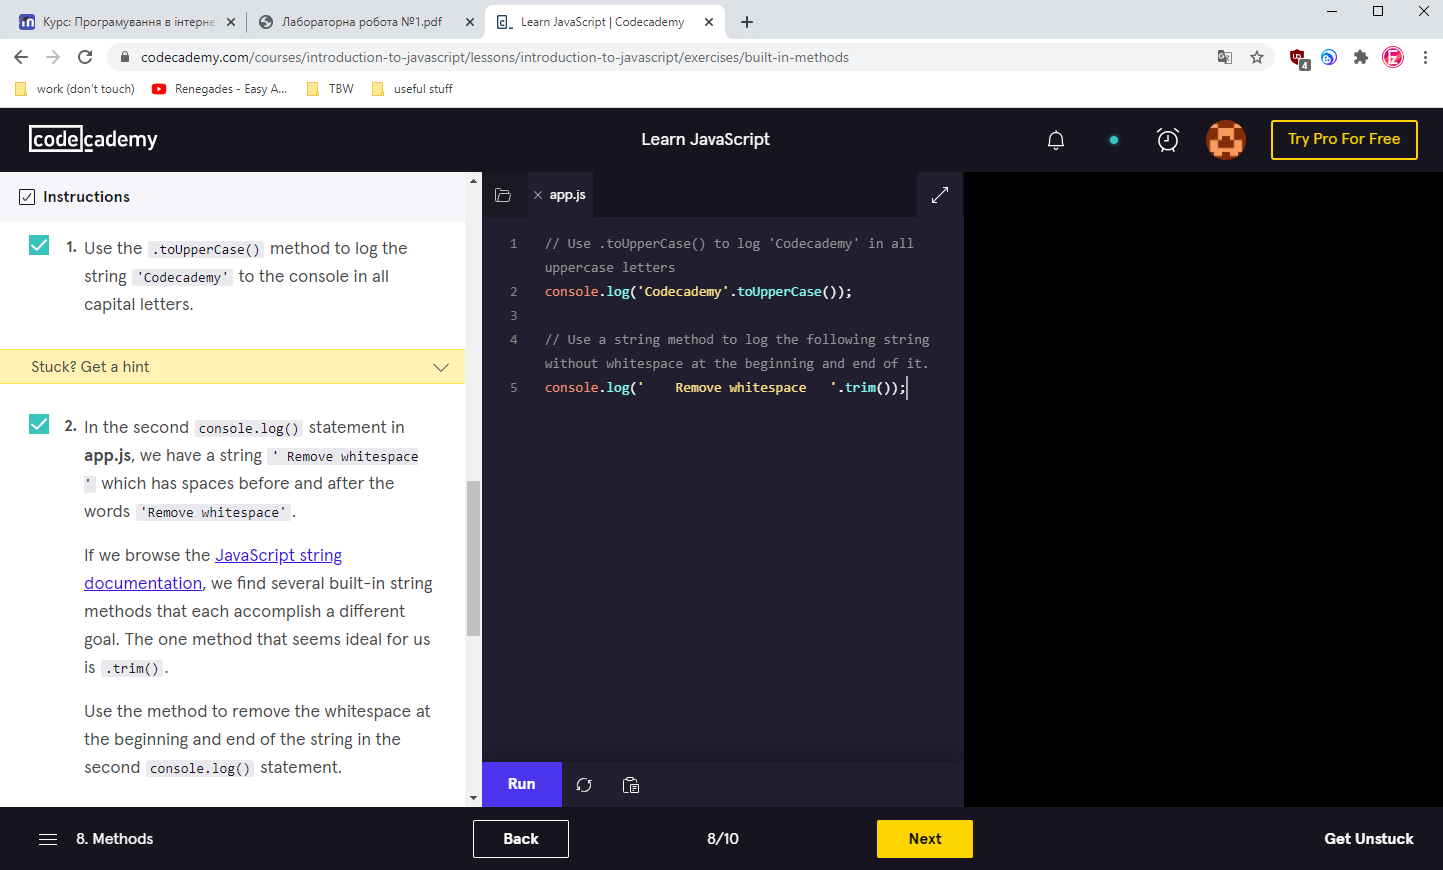 Курс: Програмування в інтерне
Лабораторна робота №1.pdf
Learn JavaScript | Codecademy
codecademy.com/courses/introduction-to-javascript/lessons/introduction-to-javascript/exercises/built-in-methods
4
work (don't touch)
Renegades - Easy A...
TBW
useful stuff
codecademy
Learn JavaScript
Try Pro For Free
Instructions
app.js
1. Use the .toUpperCase() method to log the
string 'Codecademy' to the console in all
capital letters.
Stuck? Get a hint
2. In the second console.log() statement in
app.js, we have a string ' Remove whitespace
' which has spaces before and after the
words 'Remove whitespace'.
If we browse the JavaScript string
documentation, we find several built-in string
methods that each accomplish a different
goal. The one method that seems ideal for us
is .trim().
Use the method to remove the whitespace at
the beginning and end of the string in the
second console.log() statement.
1 // Use .toUpperCase() to log 'Codecademy' in all
uppercase letters
2 console.log('Codecademy'.toUpperCase());
3
4 // Use a string method to log the following string
without whitespace at the beginning and end of it.
5 console.log('    Remove whitespace   '.trim());
Run
8. Methods
Back
8/10
Next
Get Unstuck